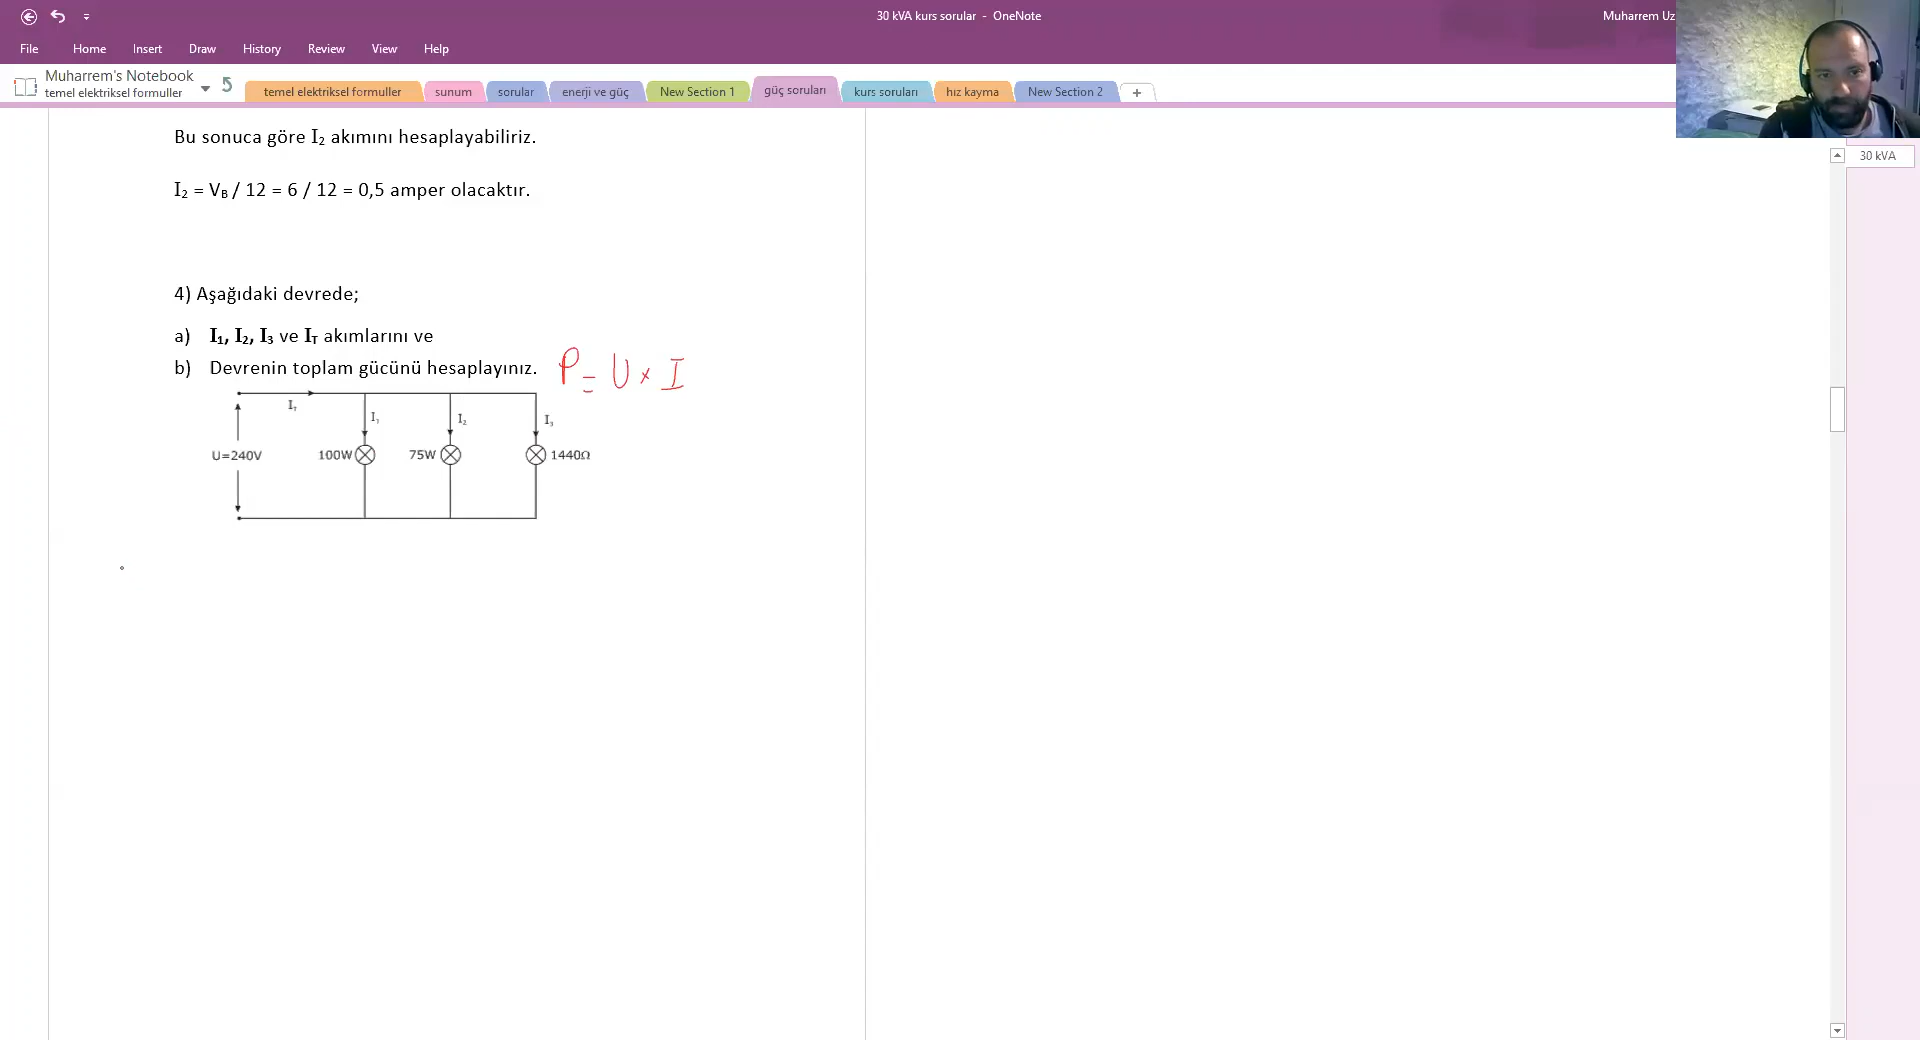 30 kVA kurs sorular - OneNote
Muharrem Uz
File Home Insert Draw History Review View Help
Muharrem's Notebook
temel elektriksel formuller
temel elektriksel formuller sunum sorular enerji ve güç New Section 1 güç soruları kurs soruları hız kayma New Section 2 +
30 kVA
Bu sonuca göre I₂ akımını hesaplayabiliriz.
I₂ = V_B / 12 = 6 / 12 = 0,5 amper olacaktır.
4) Aşağıdaki devrede;
a) I₁, I₂, I₃ ve I_T akımlarını ve
b) Devrenin toplam gücünü hesaplayınız. P = U × I
I_T I₁ I₂ I₃
U=240V 100W 75W 1440Ω